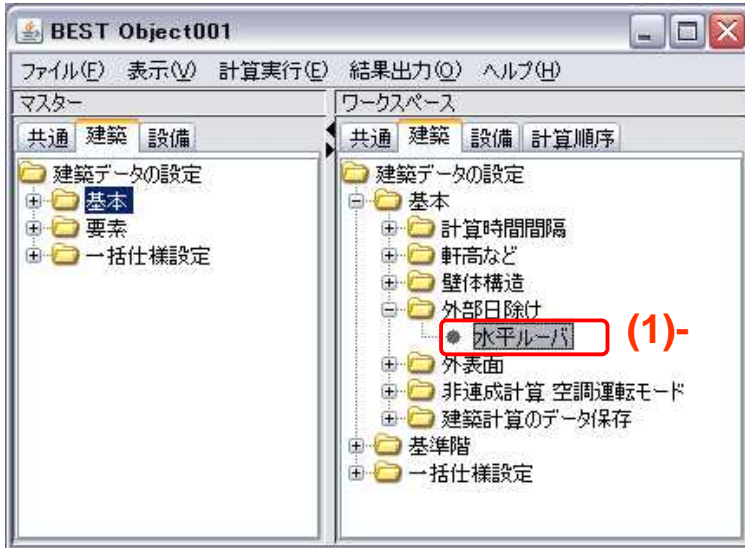 BEST Object001
ファイル(F) 表示(V) 計算実行(E) 結果出力(O) ヘルプ(H)
マスター
共通 建築 設備
建築データの設定
基本
要素
一括仕様設定
ワークスペース
共通 建築 設備 計算順序
建築データの設定
基本
計算時間間隔
軒高など
壁体構造
外部日除け
水平ルーバ
(1)-
外表面
非連成計算 空調運転モード
建築計算のデータ保存
基準階
一括仕様設定